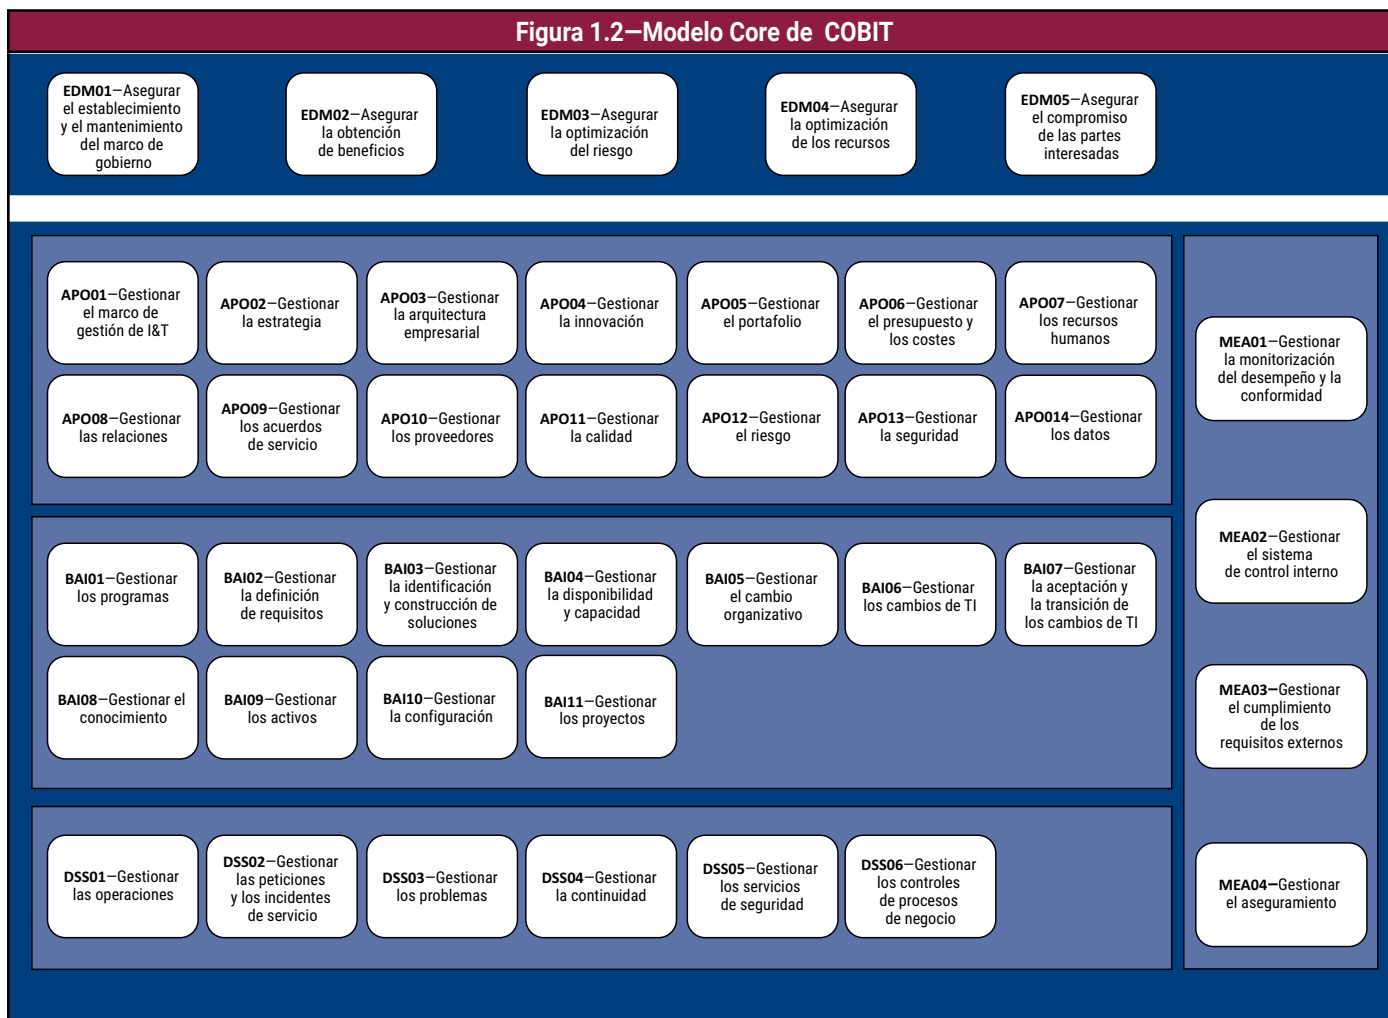 Figura 1.2—Modelo Core de COBIT
EDM01—Asegurar
el establecimiento
y el mantenimiento
del marco de
gobierno
EDM02—Asegurar
la obtención
de beneficios
EDM03—Asegurar
la optimización
del riesgo
EDM04—Asegurar
la optimización
de los recursos
EDM05—Asegurar
el compromiso
de las partes
interesadas
APO01—Gestionar
el marco de
gestión de I&T
APO02—Gestionar
la estrategia
APO03—Gestionar
la arquitectura
empresarial
APO04—Gestionar
la innovación
APO05—Gestionar
el portafolio
APO06—Gestionar
el presupuesto y
los costes
APO07—Gestionar
los recursos
humanos
APO08—Gestionar
las relaciones
APO09—Gestionar
los acuerdos
de servicio
APO10—Gestionar
los proveedores
APO11—Gestionar
la calidad
APO12—Gestionar
el riesgo
APO13—Gestionar
la seguridad
APO014—Gestionar
los datos
BAI01—Gestionar
los programas
BAI02—Gestionar
la definición
de requisitos
BAI03—Gestionar
la identificación
y construcción de
soluciones
BAI04—Gestionar
la disponibilidad
y capacidad
BAI05—Gestionar
el cambio
organizativo
BAI06—Gestionar
los cambios de TI
BAI07—Gestionar
la aceptación y
la transición de
los cambios de TI
BAI08—Gestionar el
conocimiento
BAI09—Gestionar
los activos
BAI10—Gestionar
la configuración
BAI11—Gestionar
los proyectos
DSS01—Gestionar
las operaciones
DSS02—Gestionar
las peticiones
y los incidentes
de servicio
DSS03—Gestionar
los problemas
DSS04—Gestionar
la continuidad
DSS05—Gestionar
los servicios
de seguridad
DSS06—Gestionar
los controles
de procesos
de negocio
MEA01—Gestionar
la monitorización
del desempeño y la
conformidad
MEA02—Gestionar
el sistema
de control interno
MEA03—Gestionar
el cumplimiento
de los
requisitos externos
MEA04—Gestionar
el aseguramiento